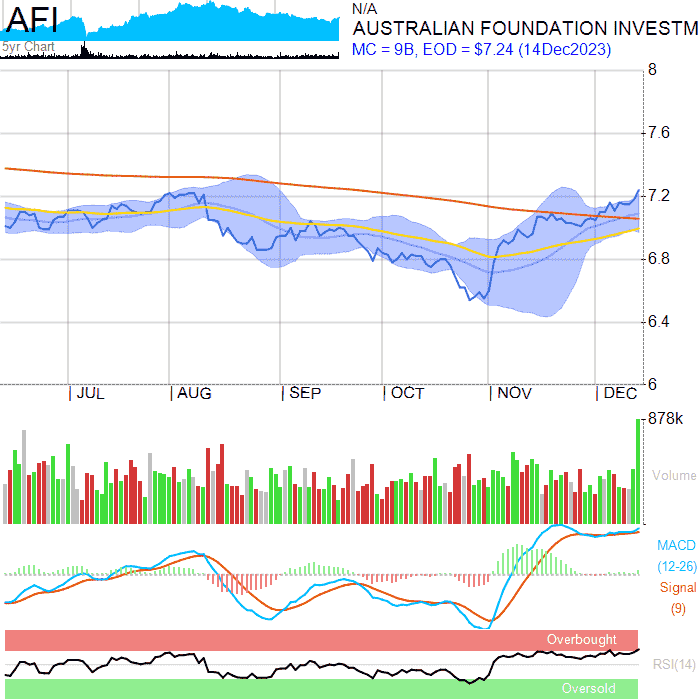 AFI
5yr Chart
N/A
AUSTRALIAN FOUNDATION INVESTM
MC = 9B, EOD = $7.24 (14Dec2023)
8
7.6
7.2
6.8
6.4
6
JUL
AUG
SEP
OCT
NOV
DEC
878k
Volume
MACD
(12-26)
Signal
(9)
Overbought
RSI(14)
Oversold